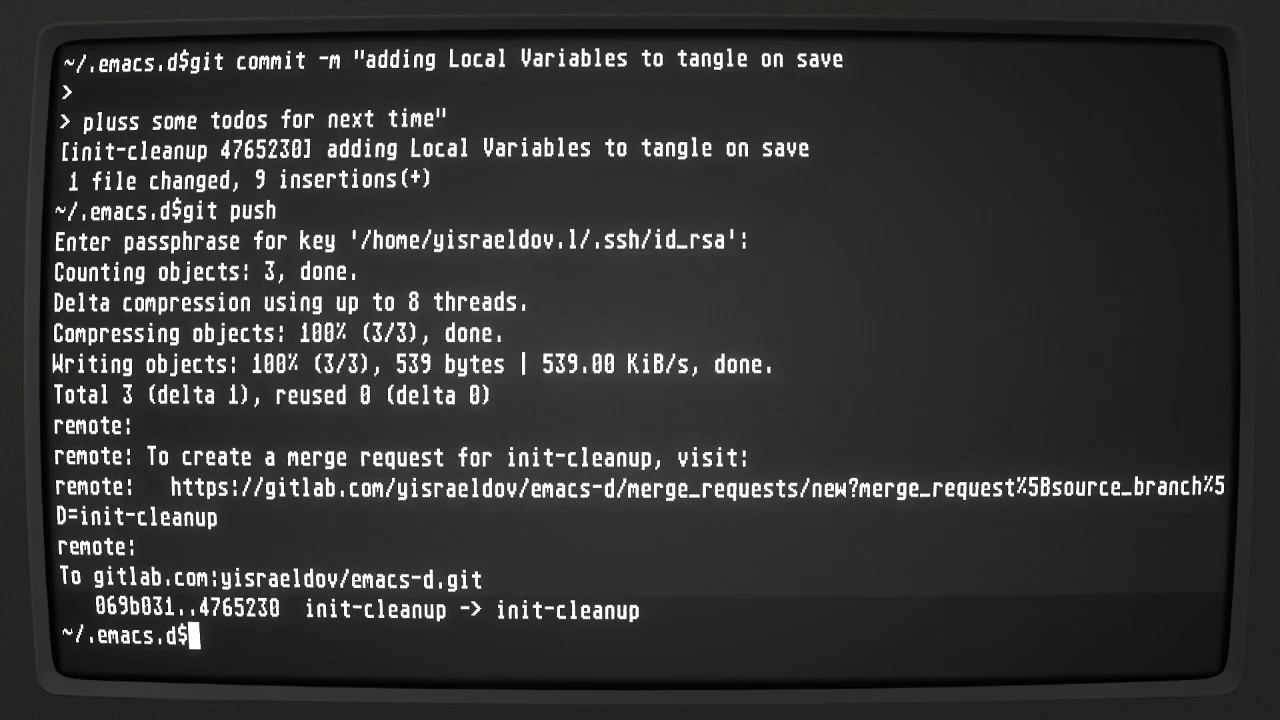 ~/.emacs.d$git commit -m "adding Local Variables to tangle on save
>
> pluss some todos for next time"
[init-cleanup 4765230] adding Local Variables to tangle on save
 1 file changed, 9 insertions(+)
~/.emacs.d$git push
Enter passphrase for key '/home/yisraeldov.l/.ssh/id_rsa':
Counting objects: 3, done.
Delta compression using up to 8 threads.
Compressing objects: 100% (3/3), done.
Writing objects: 100% (3/3), 539 bytes | 539.00 KiB/s, done.
Total 3 (delta 1), reused 0 (delta 0)
remote:
remote: To create a merge request for init-cleanup, visit:
remote:   https://gitlab.com/yisraeldov/emacs-d/merge_requests/new?merge_request%5Bsource_branch%5
D=init-cleanup
remote:
To gitlab.com:yisraeldov/emacs-d.git
   069b031..4765230  init-cleanup -> init-cleanup
~/.emacs.d$